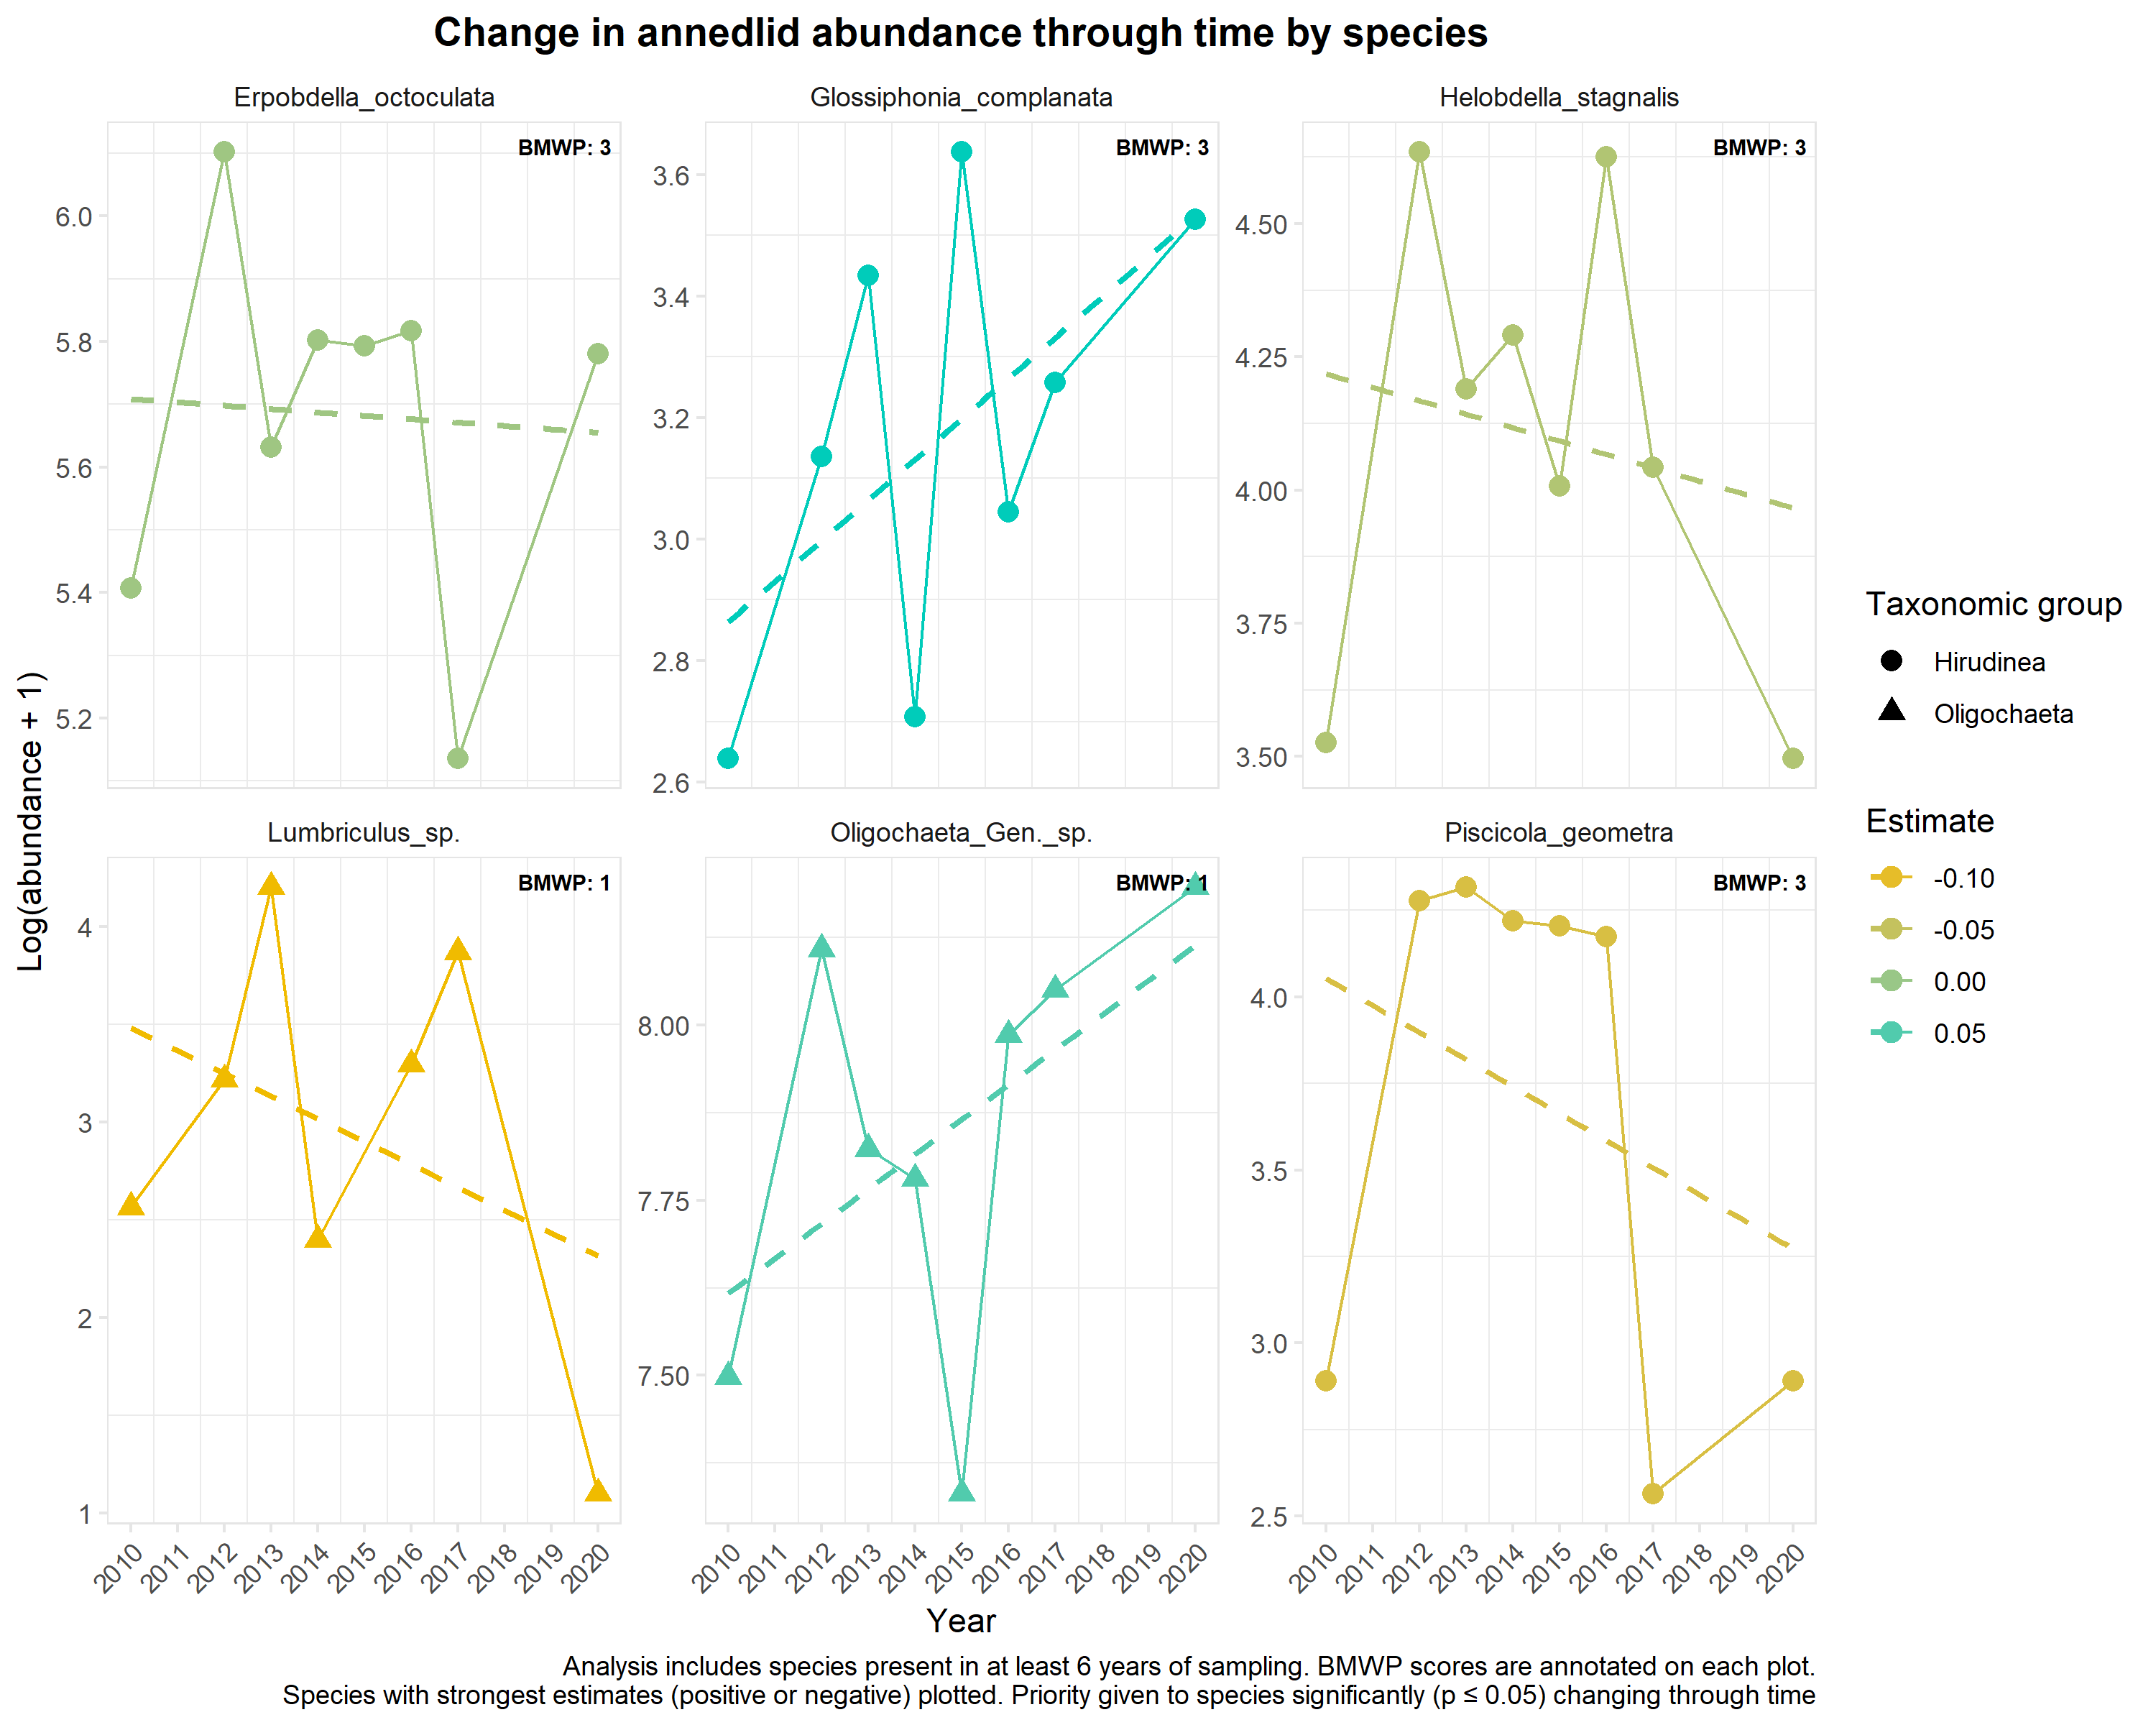 Change in annedlid abundance through time by species
Erpobdella_octoculata
Glossiphonia_complanata
Helobdella_stagnalis
BMWP: 3
BMWP: 3
BMWP: 3
6.0
5.8
5.6
5.4
5.2
3.6
3.4
3.2
3.0
2.8
2.6
4.50
4.25
4.00
3.75
3.50
Log(abundance + 1)
Lumbriculus_sp.
Oligochaeta_Gen._sp.
Piscicola_geometra
BMWP: 1
BMWP: 1
BMWP: 3
4
3
2
1
8.00
7.75
7.50
4.0
3.5
3.0
2.5
2010 2011 2012 2013 2014 2015 2016 2017 2018 2019 2020
2010 2011 2012 2013 2014 2015 2016 2017 2018 2019 2020
2010 2011 2012 2013 2014 2015 2016 2017 2018 2019 2020
Year
Taxonomic group
Hirudinea
Oligochaeta
Estimate
-0.10
-0.05
0.00
0.05
Analysis includes species present in at least 6 years of sampling. BMWP scores are annotated on each plot.
Species with strongest estimates (positive or negative) plotted. Priority given to species significantly (p ≤ 0.05) changing through time